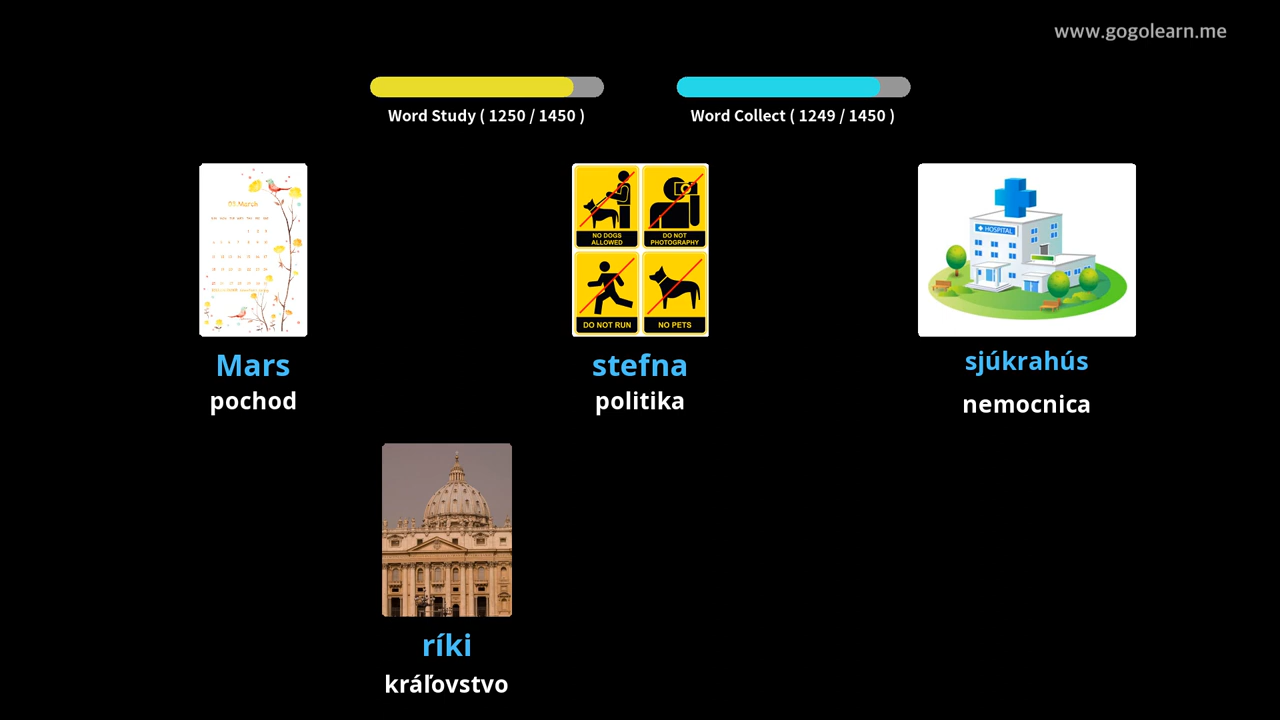 www.gogolearn.me
Word Study ( 1250 / 1450 )
Word Collect ( 1249 / 1450 )
03 March
NO DOGS
ALLOWED
DO NOT
PHOTOGRAPHY
DO NOT RUN
NO PETS
HOSPITAL
Mars
pochod
stefna
politika
sjúkrahús
nemocnica
ríki
kráľovstvo